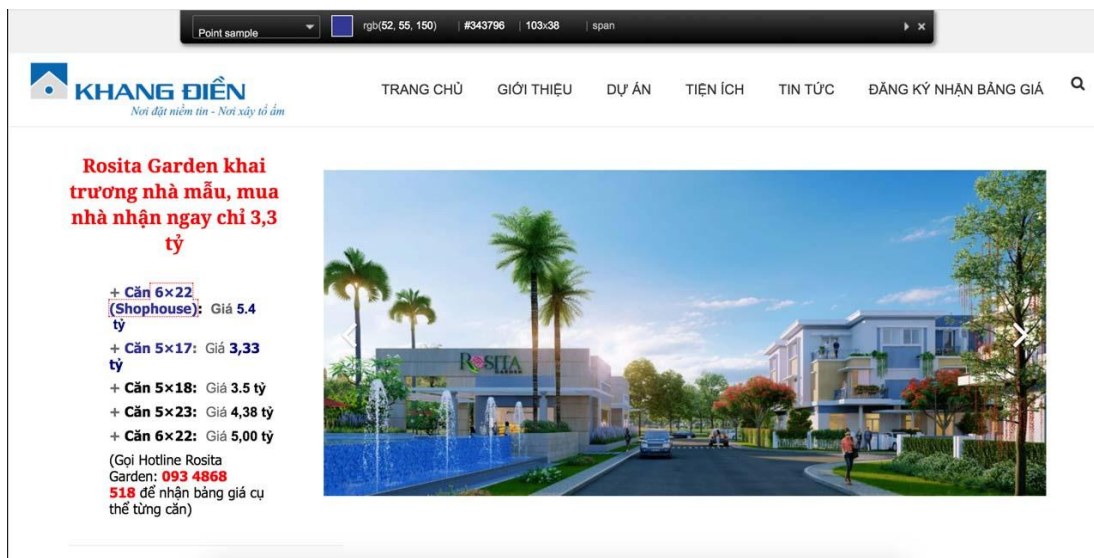 Point sample
rgb(52, 55, 150) | #343796 | 103x38 | span
KHANG ĐIỀN
Nơi đặt niềm tin - Nơi xây tổ ấm
TRANG CHỦ GIỚI THIỆU DỰ ÁN TIỆN ÍCH TIN TỨC ĐĂNG KÝ NHẬN BẢNG GIÁ
Rosita Garden khai
trương nhà mẫu, mua
nhà nhận ngay chỉ 3,3
tỷ
+ Căn 6×22
(Shophouse): Giá 5.4
tỷ
+ Căn 5×17: Giá 3,33
tỷ
+ Căn 5×18: Giá 3.5 tỷ
+ Căn 5×23: Giá 4,38 tỷ
+ Căn 6×22: Giá 5,00 tỷ
(Gọi Hotline Rosita
Garden: 093 4868
518 để nhận bảng giá cụ
thể từng căn)
ROSITA
GARDEN